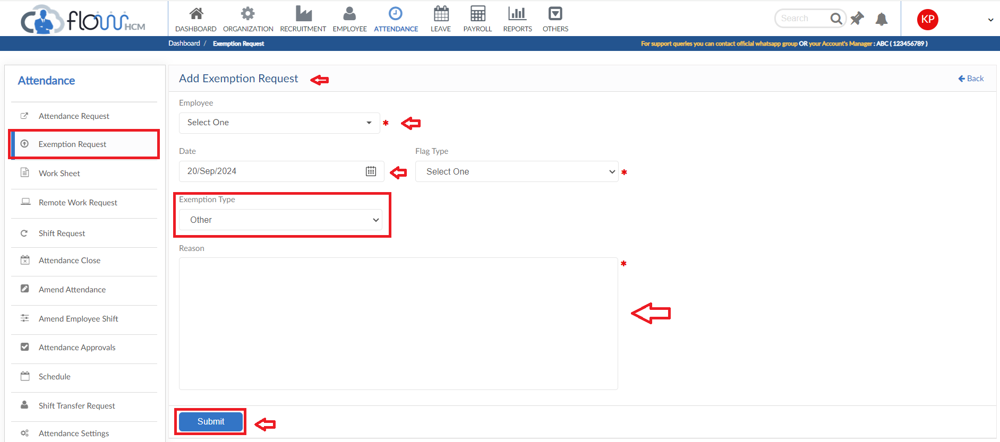 flowHCM
DASHBOARD
ORGANIZATION
RECRUITMENT
EMPLOYEE
ATTENDANCE
LEAVE
PAYROLL
REPORTS
OTHERS
Search
KP
Dashboard / Exemption Request
For support queries you can contact official whatsapp group OR your Account's Manager : ABC ( 123456789 )
Attendance
Attendance Request
Exemption Request
Work Sheet
Remote Work Request
Shift Request
Attendance Close
Amend Attendance
Amend Employee Shift
Attendance Approvals
Schedule
Shift Transfer Request
Attendance Settings
Add Exemption Request
Back
Employee
Select One
*
Date
20/Sep/2024
Flag Type
Select One
*
Exemption Type
Other
Reason
*
Submit